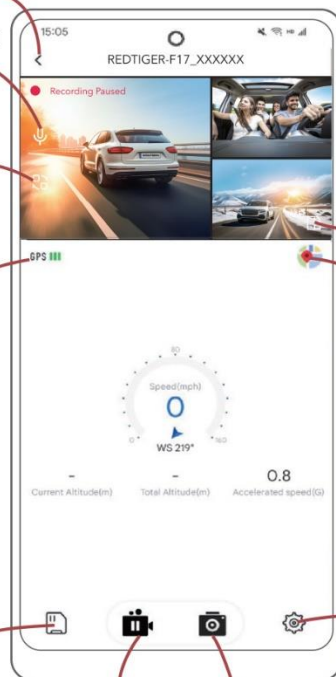 15:05
HD
REDTIGER-F17_XXXXXX
Recording Paused
GPS
80
Speed(mph)
0
0 160
WS 219°
- - 0.8
Current Altitude(m) Total Altitude(m) Accelerated speed(G)